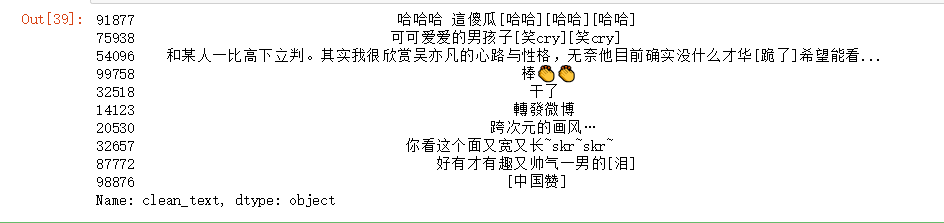 Out[39]: 91877 哈哈哈 這傻瓜[哈哈][哈哈][哈哈]
75938 可可爱爱的男孩子[笑cry][笑cry]
54096 和某人一比高下立判。其实我很欣赏吴亦凡的心路与性格，无奈他目前确实没什么才华[跪了]希望能看...
99758 棒👏👏
32518 干了
14123 轉發微博
20530 跨次元的画风…
32657 你看这个面又宽又长~skr~skr~
87772 好有才有趣又帅气一男的[泪]
98876 [中国赞]
Name: clean_text, dtype: object